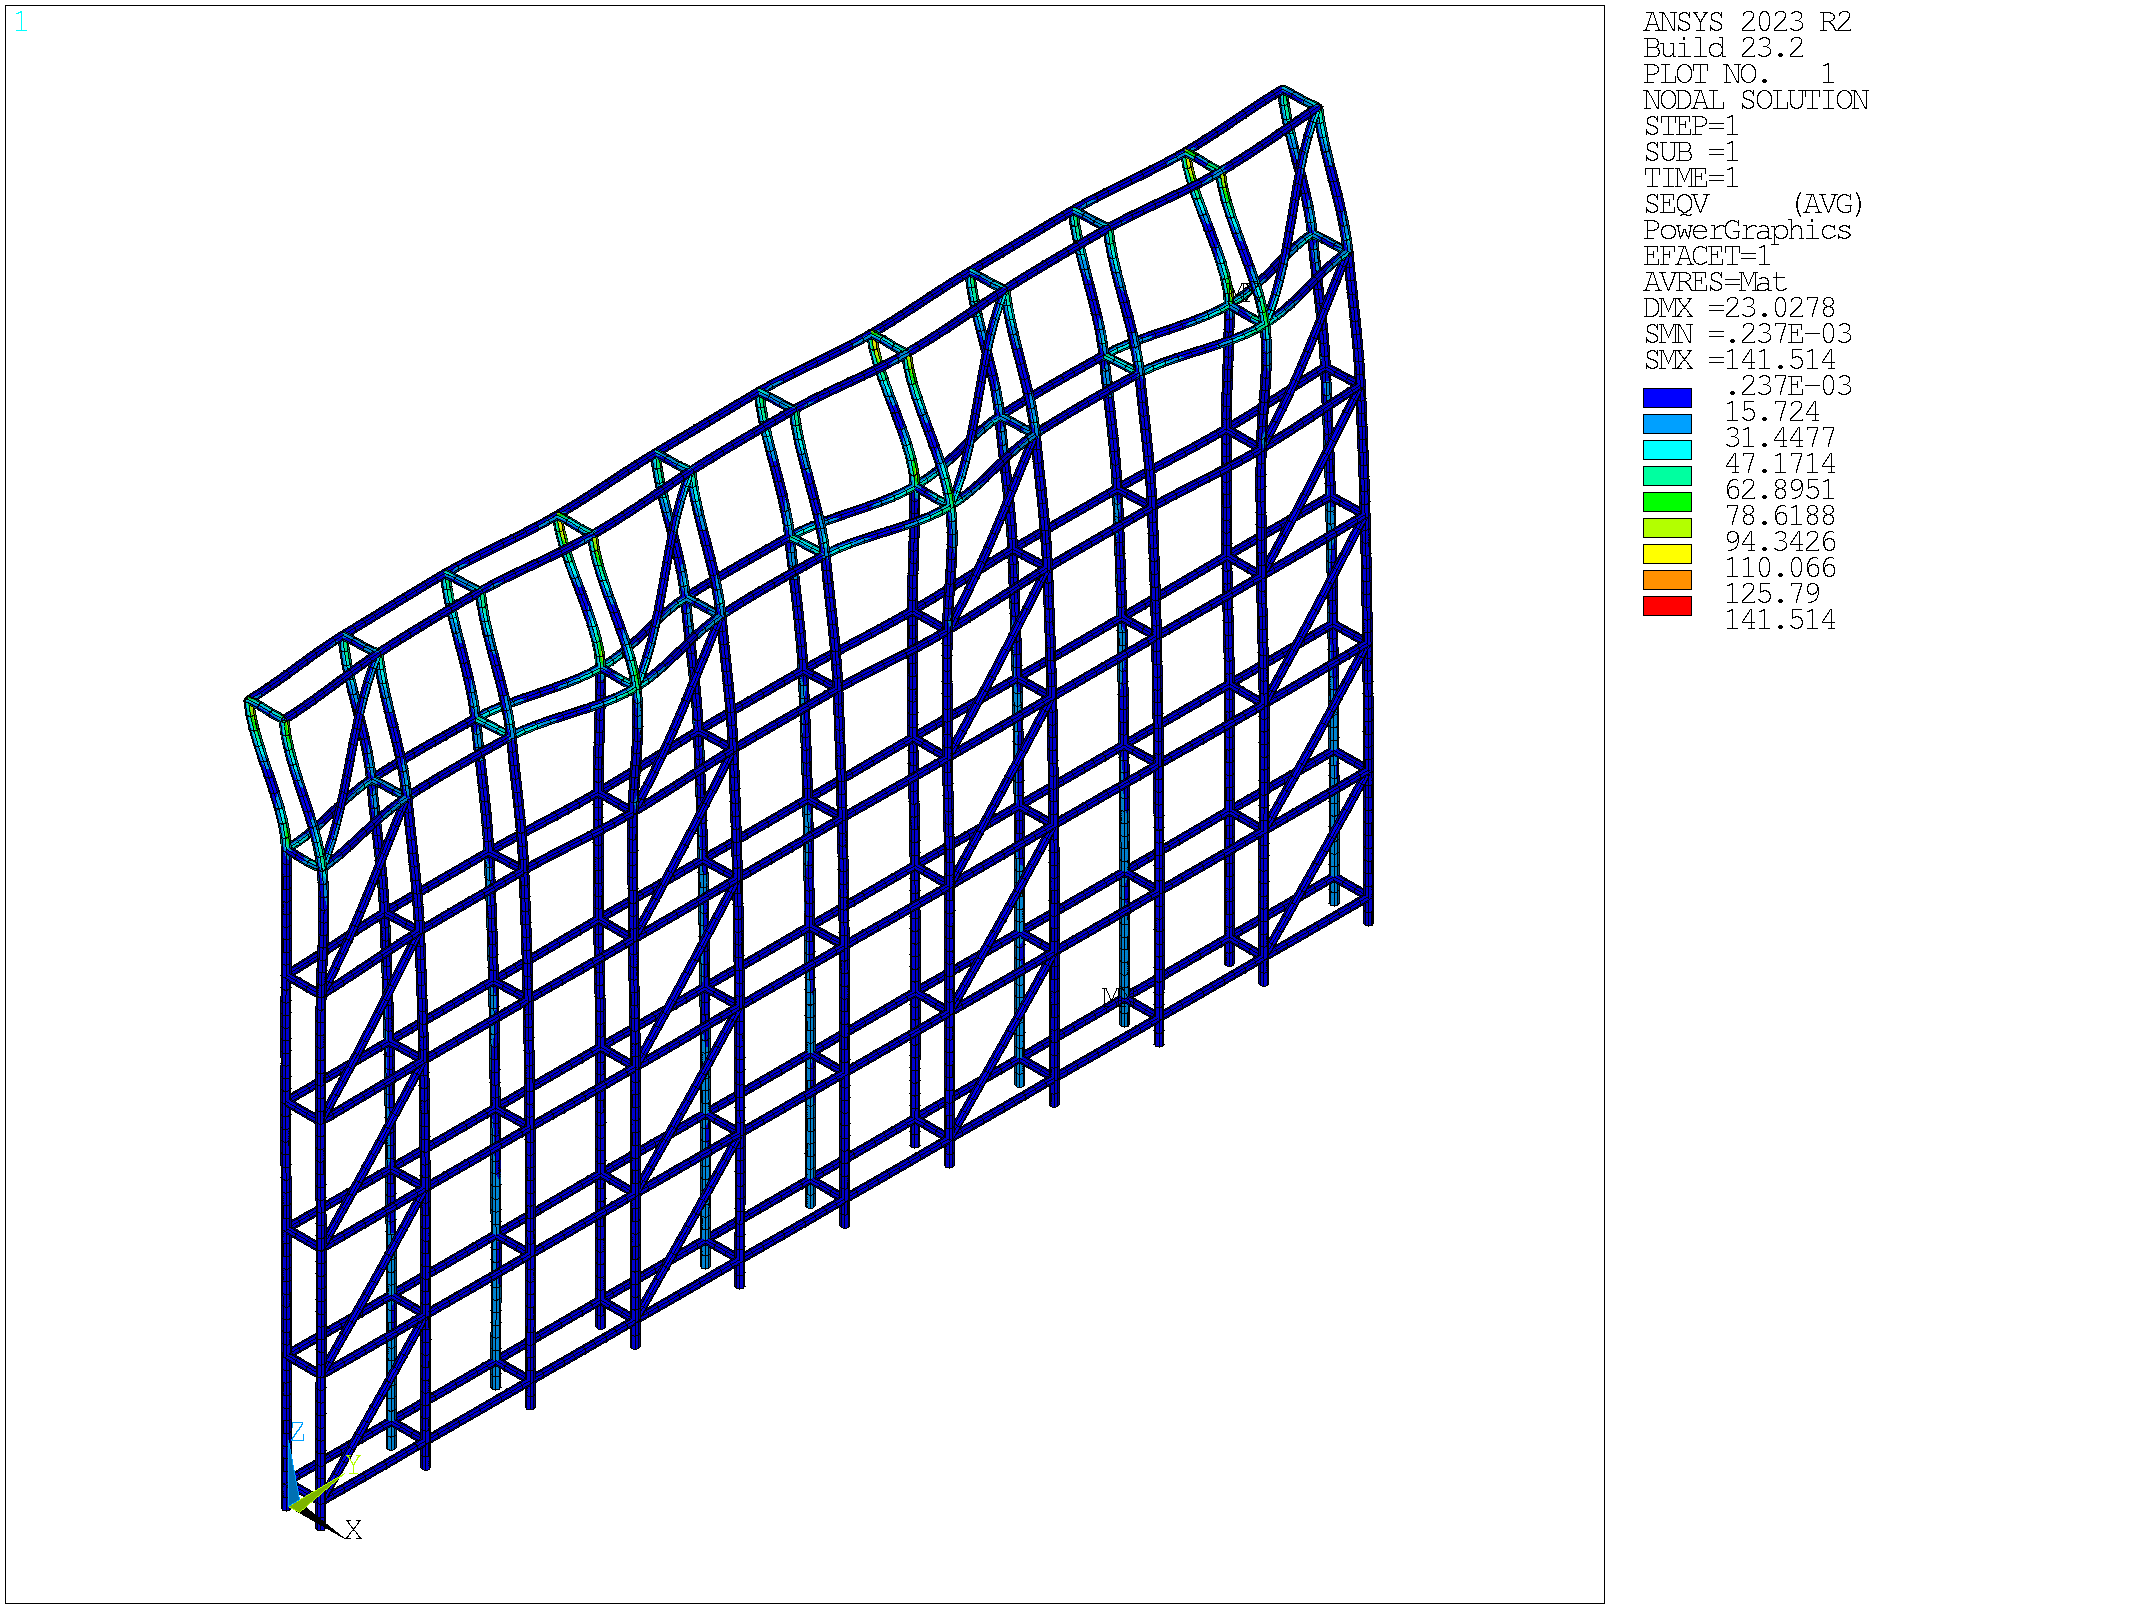 1
ANSYS 2023 R2
Build 23.2
PLOT NO. 1
NODAL SOLUTION
STEP=1
SUB =1
TIME=1
SEQV (AVG)
PowerGraphics
EFACET=1
AVRES=Mat
DMX =23.0278
SMN =.237E-03
SMX =141.514
.237E-03
15.724
31.4477
47.1714
62.8951
78.6188
94.3426
110.066
125.79
141.514
Z
Y
X